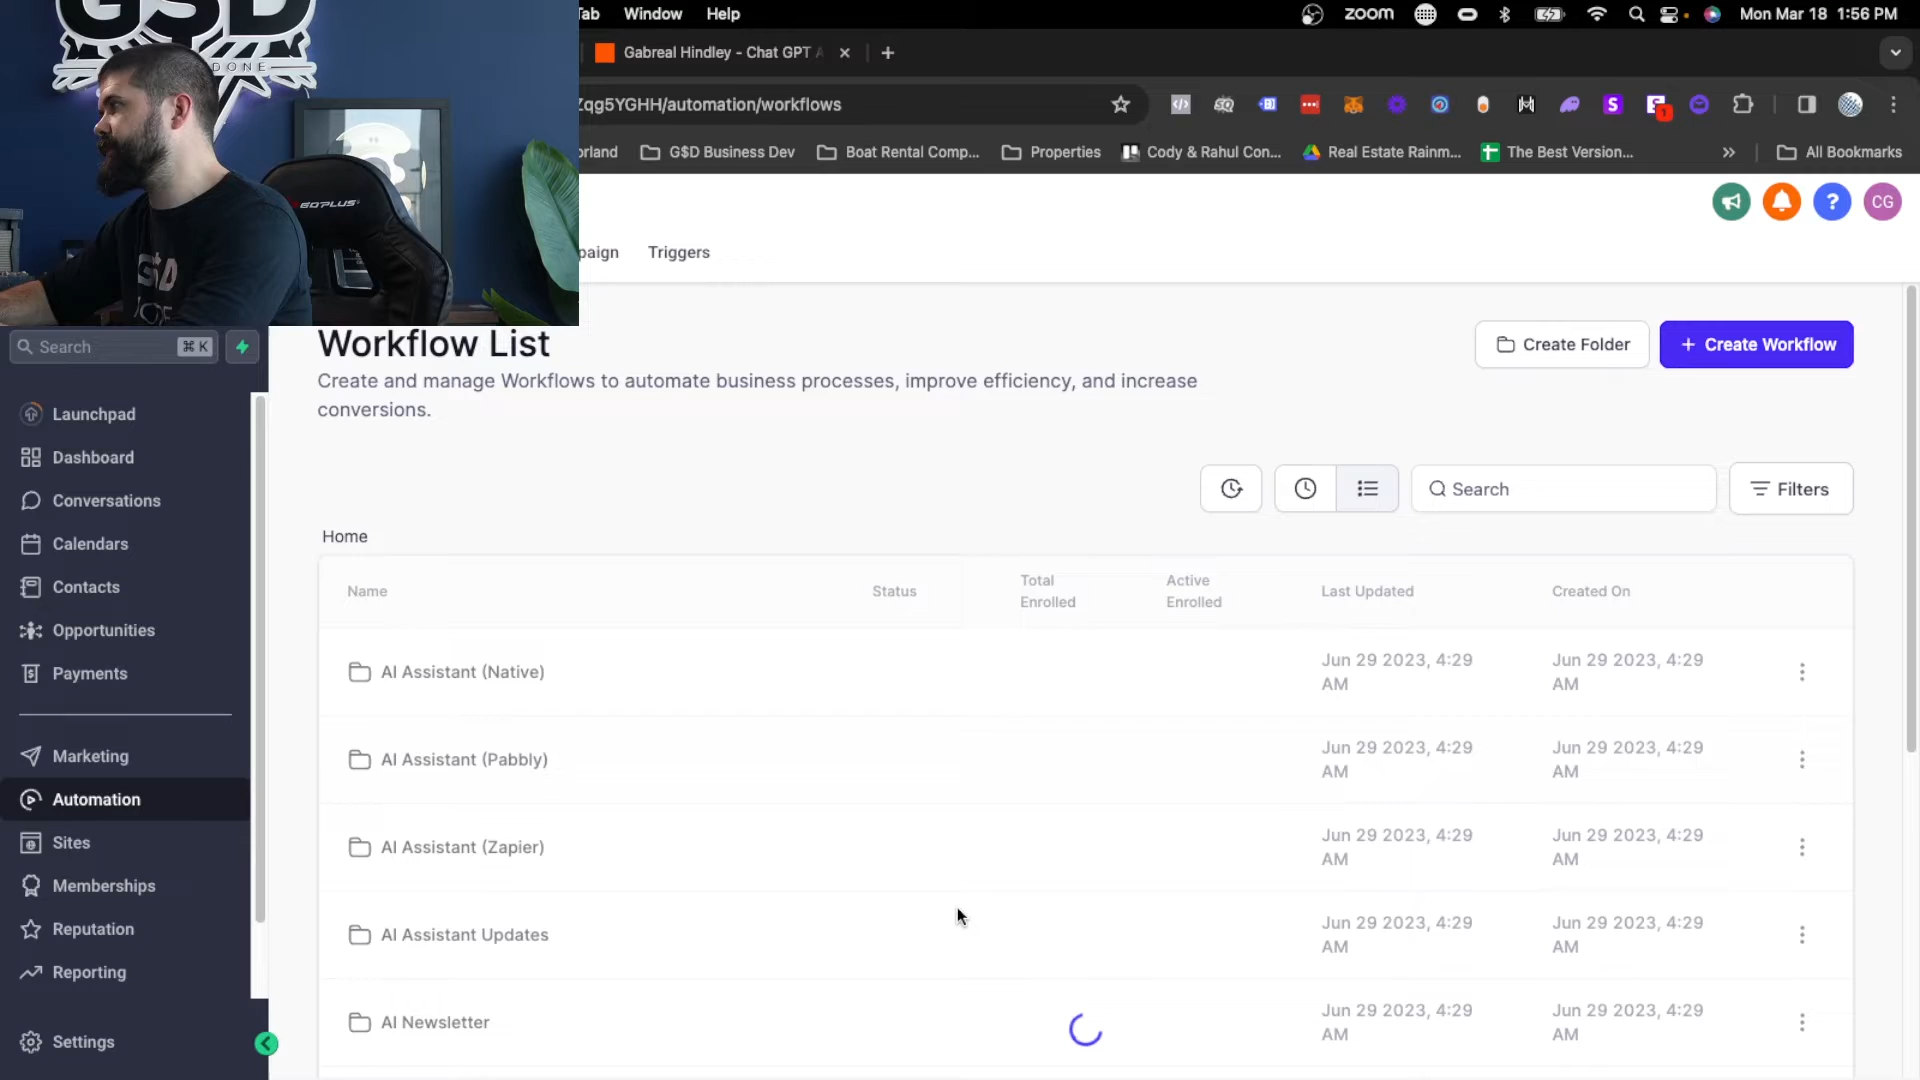 GSD
DONE
GOPLUS
GSD
Tab Window Help
zoom
Mon Mar 18 1:56 PM
Gabreal Hindley - Chat GPT A
Zqg5YGHH/automation/workflows
G$D Business Dev
Boat Rental Comp...
Properties
Cody & Rahul Con...
Real Estate Rainm...
The Best Version...
All Bookmarks
CG
paign
Triggers
Search
⌘ K
Launchpad
Dashboard
Conversations
Calendars
Contacts
Opportunities
Payments
Marketing
Automation
Sites
Memberships
Reputation
Reporting
Settings
Workflow List
Create and manage Workflows to automate business processes, improve efficiency, and increase
conversions.
Create Folder
+ Create Workflow
Search
Filters
Home
Name
Status
Total
Enrolled
Active
Enrolled
Last Updated
Created On
AI Assistant (Native)
Jun 29 2023, 4:29
AM
Jun 29 2023, 4:29
AM
AI Assistant (Pabbly)
Jun 29 2023, 4:29
AM
Jun 29 2023, 4:29
AM
AI Assistant (Zapier)
Jun 29 2023, 4:29
AM
Jun 29 2023, 4:29
AM
AI Assistant Updates
Jun 29 2023, 4:29
AM
Jun 29 2023, 4:29
AM
AI Newsletter
Jun 29 2023, 4:29
AM
Jun 29 2023, 4:29
AM